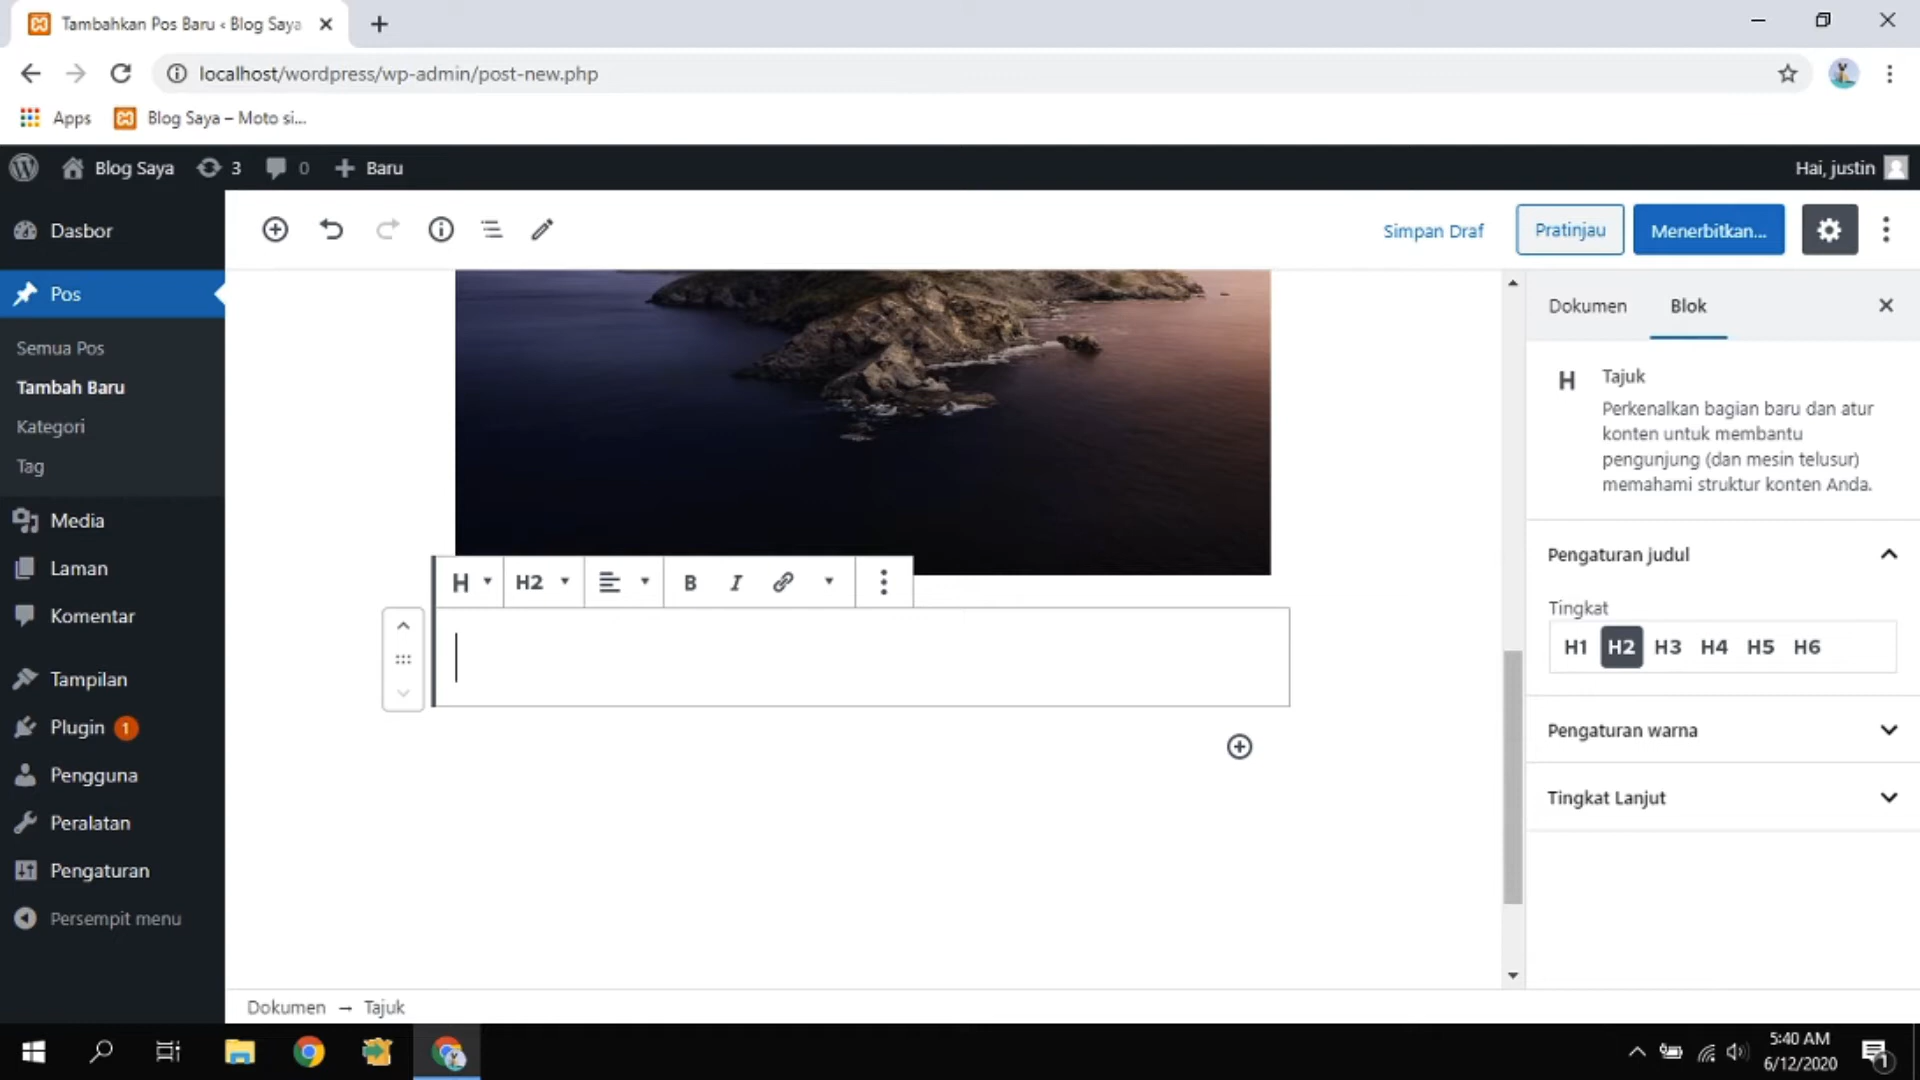 Tambahkan Pos Baru ‹ Blog Saya
localhost/wordpress/wp-admin/post-new.php
Apps
Blog Saya – Moto si...
Blog Saya
3
0
Baru
Hai, justin
Dasbor
Pos
Semua Pos
Tambah Baru
Kategori
Tag
Media
Laman
Komentar
Tampilan
Plugin 1
Pengguna
Peralatan
Pengaturan
Persempit menu
Simpan Draf
Pratinjau
Menerbitkan...
H
H2
B
I
Dokumen
Blok
H
Tajuk
Perkenalkan bagian baru dan atur
konten untuk membantu
pengunjung (dan mesin telusur)
memahami struktur konten Anda.
Pengaturan judul
Tingkat
H1 H2 H3 H4 H5 H6
Pengaturan warna
Tingkat Lanjut
Dokumen → Tajuk
5:40 AM
6/12/2020
1